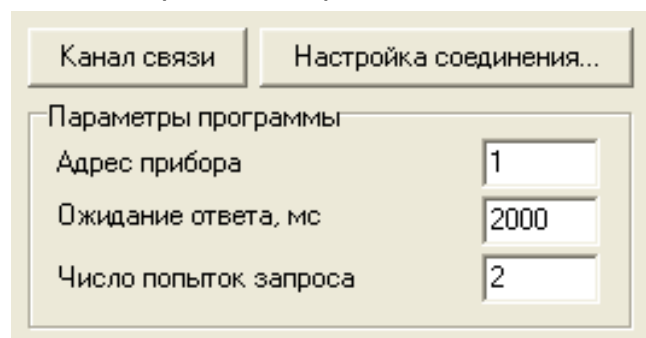 Канал связи Настройка соединения...
Параметры программы
Адрес прибора 1
Ожидание ответа, мс 2000
Число попыток запроса 2